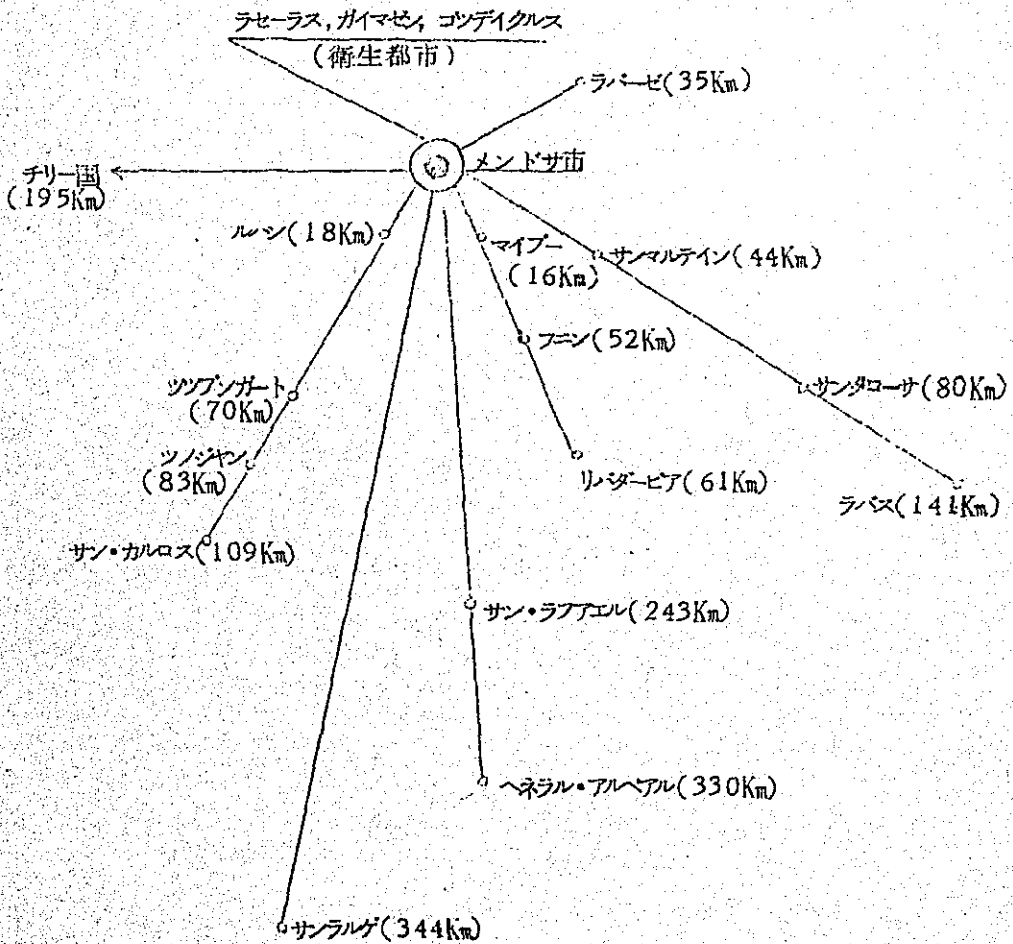 ラセーラス,ガイマゼン,コツデイクルス
(衛生都市)
ラバーゼ(35Km)
メンドサ市
チリー国
(195Km)
ルハン(18Km)
マイプー
(16Km)
サンマルテイン(44Km)
フニン(52Km)
ツツプンガート
(70Km)
サンタローサ(80Km)
ツノジヤン
(83Km)
リバダービア(61Km)
ラパス(141Km)
サン・カルロス(109Km)
サン・ラフアエル(243Km)
ヘネラル・アルベアル(330Km)
サンラルゲ(344Km)